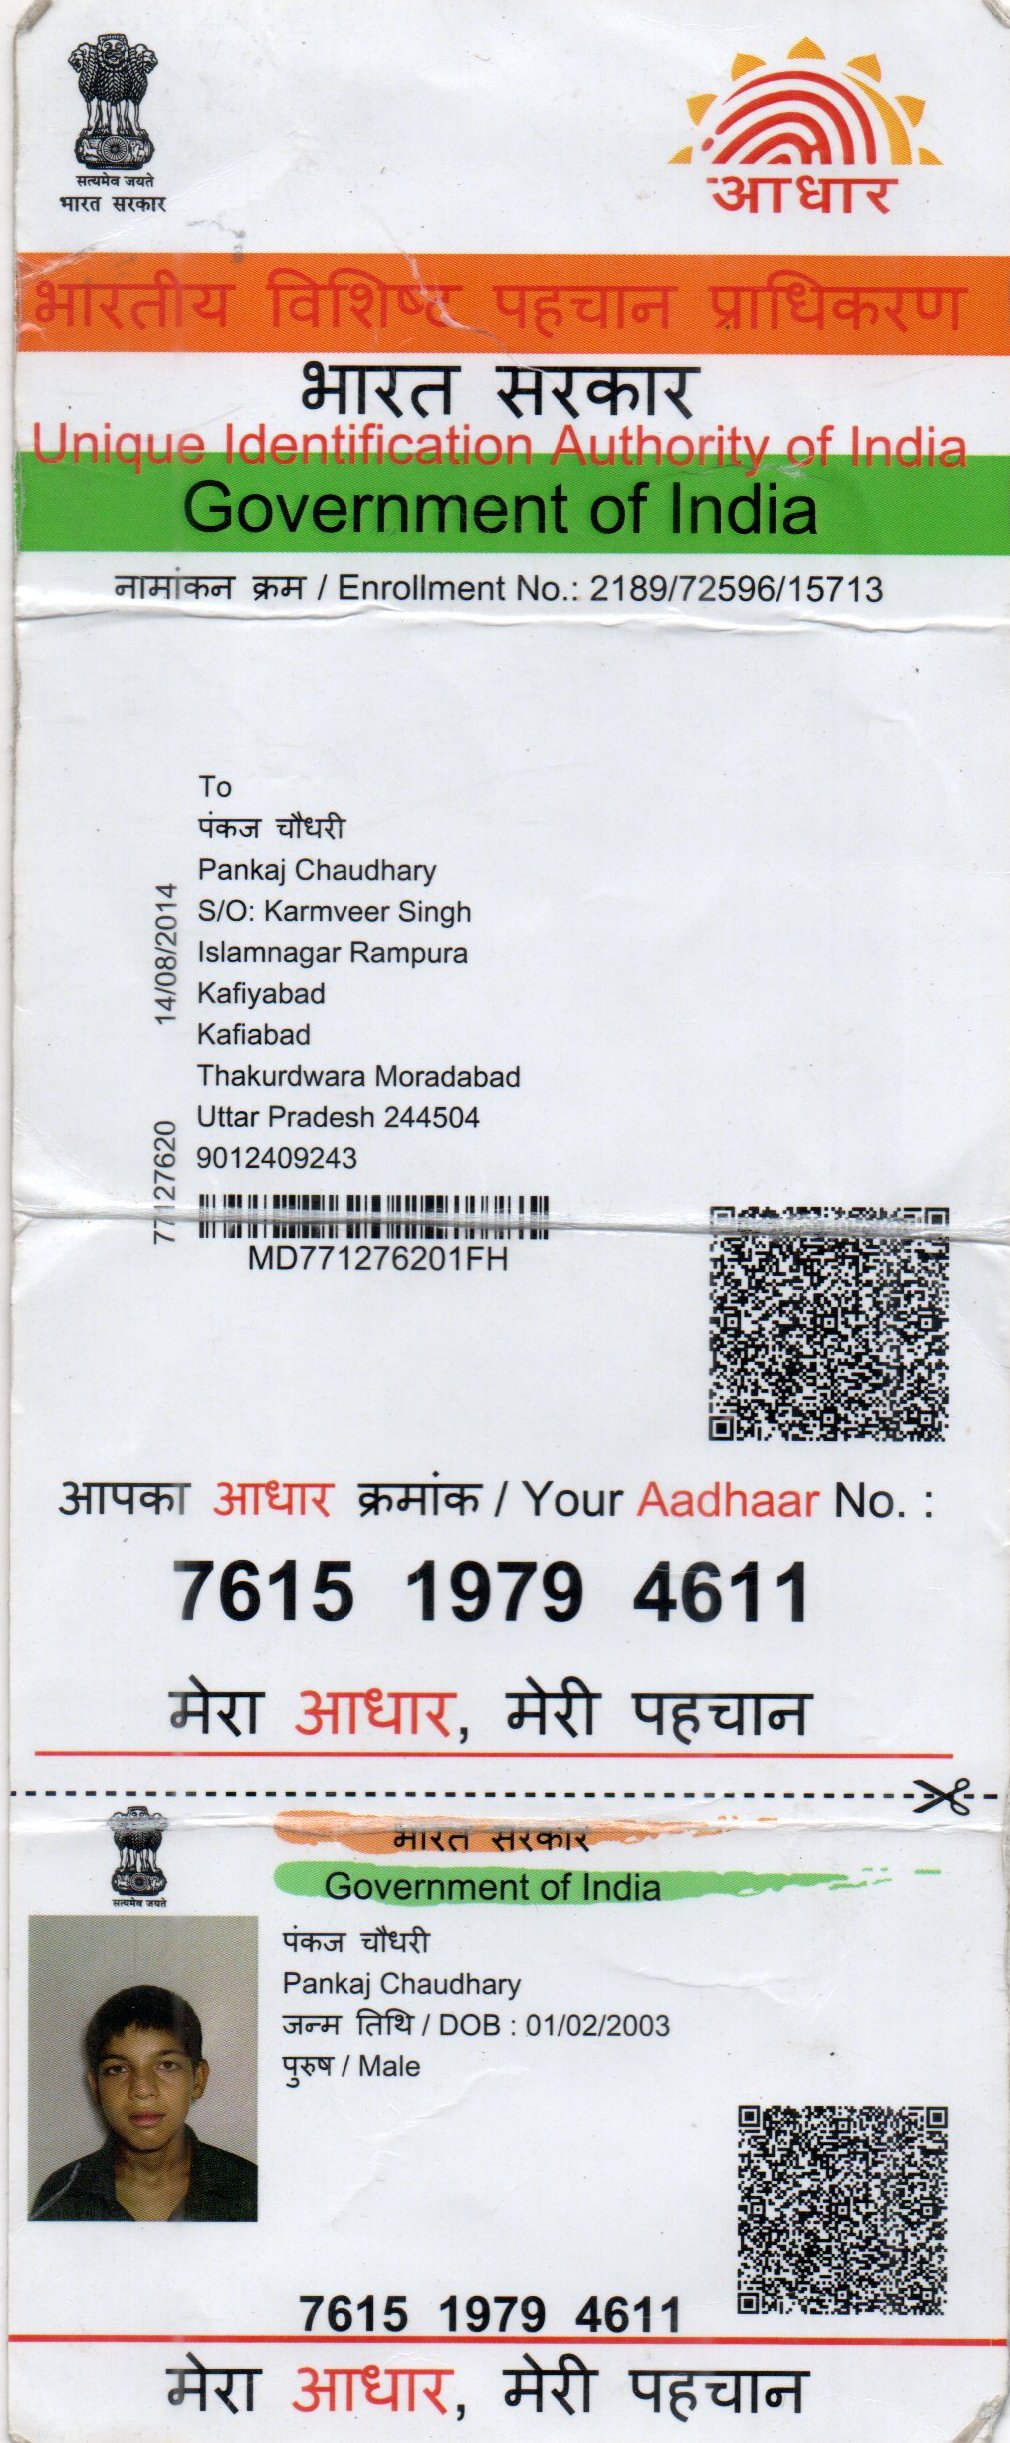 सत्यमेव जयते
भारत सरकार
आधार
भारतीय विशिष्ट पहचान प्राधिकरण
भारत सरकार
Unique Identification Authority of India
Government of India
नामांकन क्रम / Enrollment No.: 2189/72596/15713
To
पंकज चौधरी
Pankaj Chaudhary
S/O: Karmveer Singh
Islamnagar Rampura
Kafiyabad
Kafiabad
Thakurdwara Moradabad
Uttar Pradesh 244504
9012409243
14/08/2014
77127620
MD771276201FH
आपका आधार क्रमांक / Your Aadhaar No. :
7615 1979 4611
मेरा आधार, मेरी पहचान
भारत सरकार
Government of India
सत्यमेव जयते
पंकज चौधरी
Pankaj Chaudhary
जन्म तिथि / DOB : 01/02/2003
पुरुष / Male
7615 1979 4611
मेरा आधार, मेरी पहचान